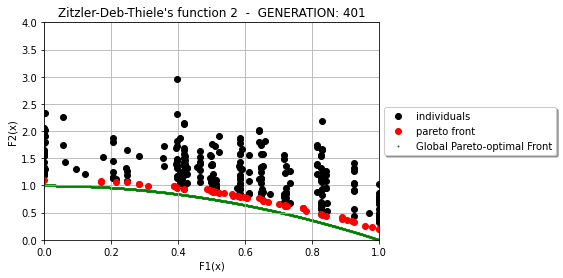 Zitzler-Deb-Thiele's function 2 - GENERATION: 401
4.0
3.5
3.0
2.5
2.0
1.5
1.0
0.5
0.0
F2(x)
0.0 0.2 0.4 0.6 0.8 1.0
F1(x)
individuals
pareto front
Global Pareto-optimal Front